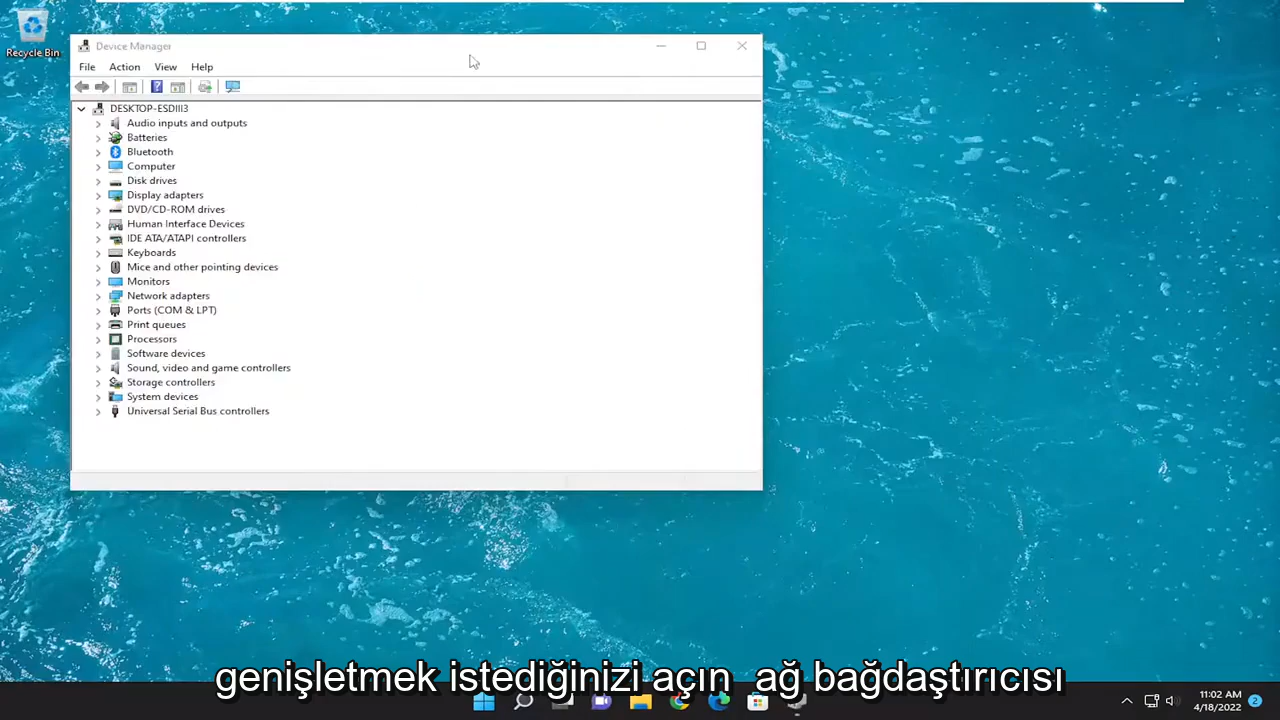 Recycle Bin
Device Manager
File Action View Help
DESKTOP-ESDIII3
Audio inputs and outputs
Batteries
Bluetooth
Computer
Disk drives
Display adapters
DVD/CD-ROM drives
Human Interface Devices
IDE ATA/ATAPI controllers
Keyboards
Mice and other pointing devices
Monitors
Network adapters
Ports (COM & LPT)
Print queues
Processors
Software devices
Sound, video and game controllers
Storage controllers
System devices
Universal Serial Bus controllers
genişletmek istediğinizi açın ağ bağdaştırıcısı
11:02 AM
4/18/2022
2